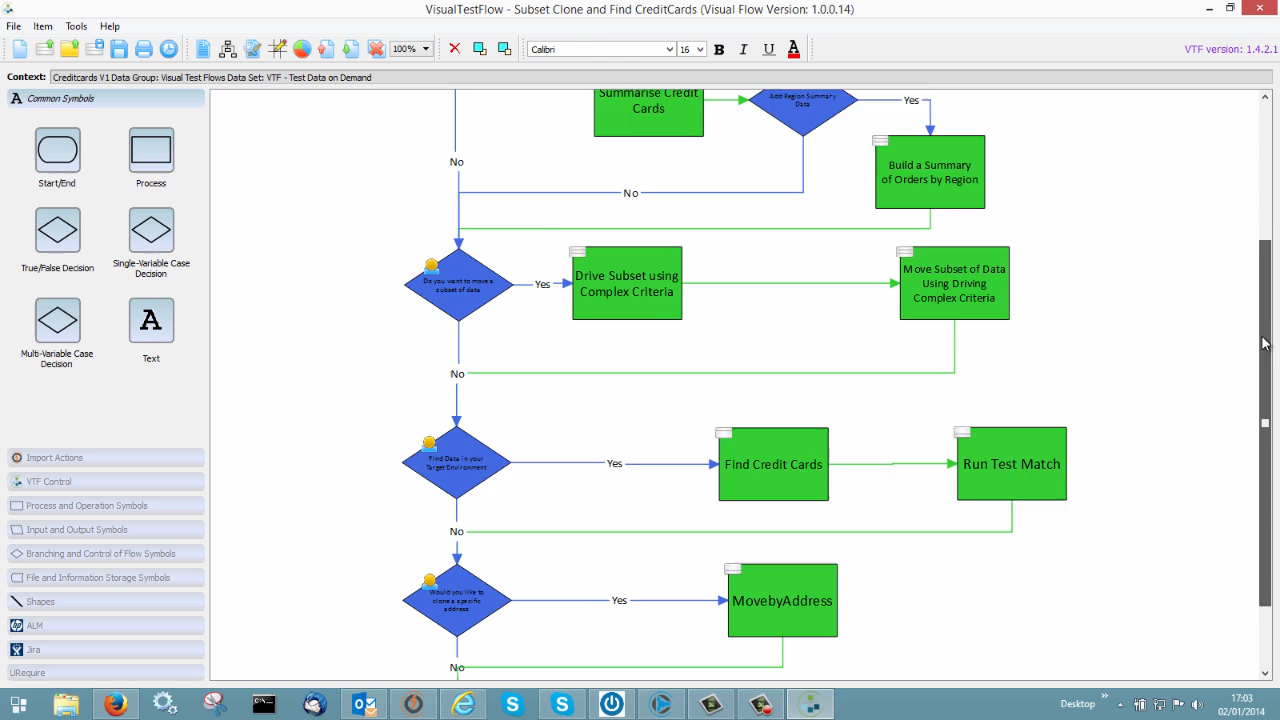 VisualTestFlow - Subset Clone and Find CreditCards (Visual Flow Version: 1.0.0.14)
File Item Tools Help
100%
Calibri
16
B I U A
VTF version: 1.4.2.1
Context: Creditcards V1 Data Group: Visual Test Flows Data Set: VTF - Test Data on Demand
A Common Symbols
Start/End
Process
True/False Decision
Single-Variable Case
Decision
Multi-Variable Case
Decision
A
Text
Import Actions
VTF Control
Process and Operation Symbols
Input and Output Symbols
Branching and Control of Flow Symbols
File and Information Storage Symbols
Shapes
ALM
Jira
URequire
Summarise Credit
Cards
Add Region Summary
Data
Yes
No
No
Build a Summary
of Orders by Region
Do you want to move a
subset of data
Yes
Drive Subset using
Complex Criteria
Move Subset of Data
Using Driving
Complex Criteria
No
Find Data in your
Target Environment
Yes
Find Credit Cards
Run Test Match
No
Would you like to
clone a specific
address
Yes
MovebyAddress
No
Desktop
17:03
02/01/2014